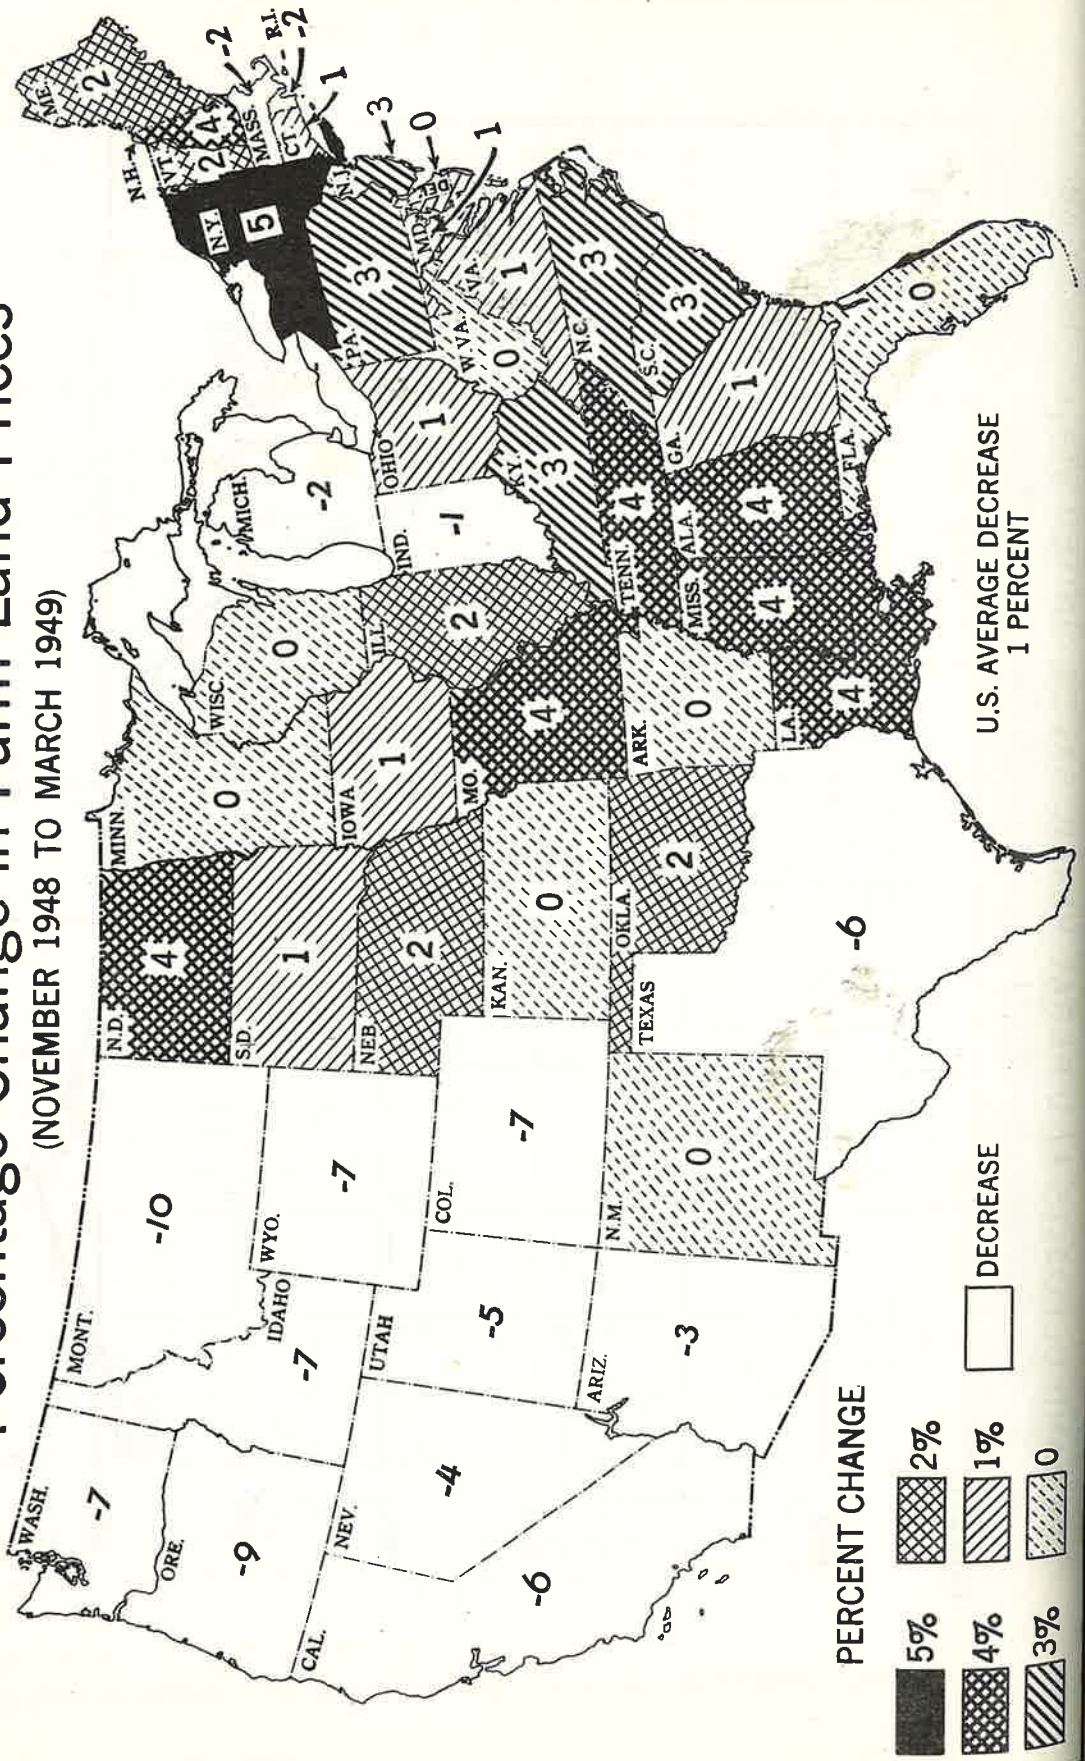 Percentage Change in Farm Land Prices
(NOVEMBER 1948 TO MARCH 1949)
WASH.
-7
ORE.
-9
CAL.
-6
NEV.
-4
IDAHO
-7
MONT.
-10
WYO.
-7
UTAH
-5
COL.
-7
ARIZ.
-3
N.M.
0
N.D.
4
S.D.
1
NEB.
2
KAN.
0
OKLA.
2
TEXAS
-6
MINN.
0
IOWA
1
MO.
4
ARK.
0
LA.
4
WISC.
0
ILL.
2
MICH.
-2
IND.
-1
OHIO
1
KY.
3
TENN.
4
MISS.
4
ALA.
4
GA.
1
FLA.
0
S.C.
3
N.C.
3
VA.
1
W. VA.
0
MD.
1
DEL.
0
PA.
3
N.J.
3
N.Y.
5
CT.
1
R.I.
-2
MASS.
-2
VT.
2
N.H.
4
ME.
2
PERCENT CHANGE
5%
4%
3%
2%
1%
0
DECREASE
U.S. AVERAGE DECREASE
1 PERCENT